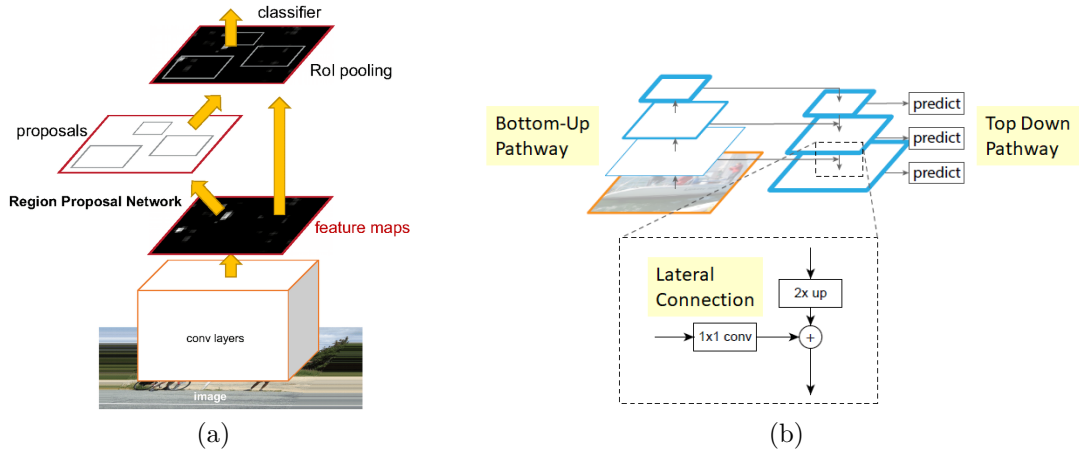 classifier
RoI pooling
proposals
Region Proposal Network
feature maps
conv layers
image
(a)
Bottom-Up
Pathway
predict
predict
predict
Top Down
Pathway
Lateral
Connection
2x up
1x1 conv
+
(b)